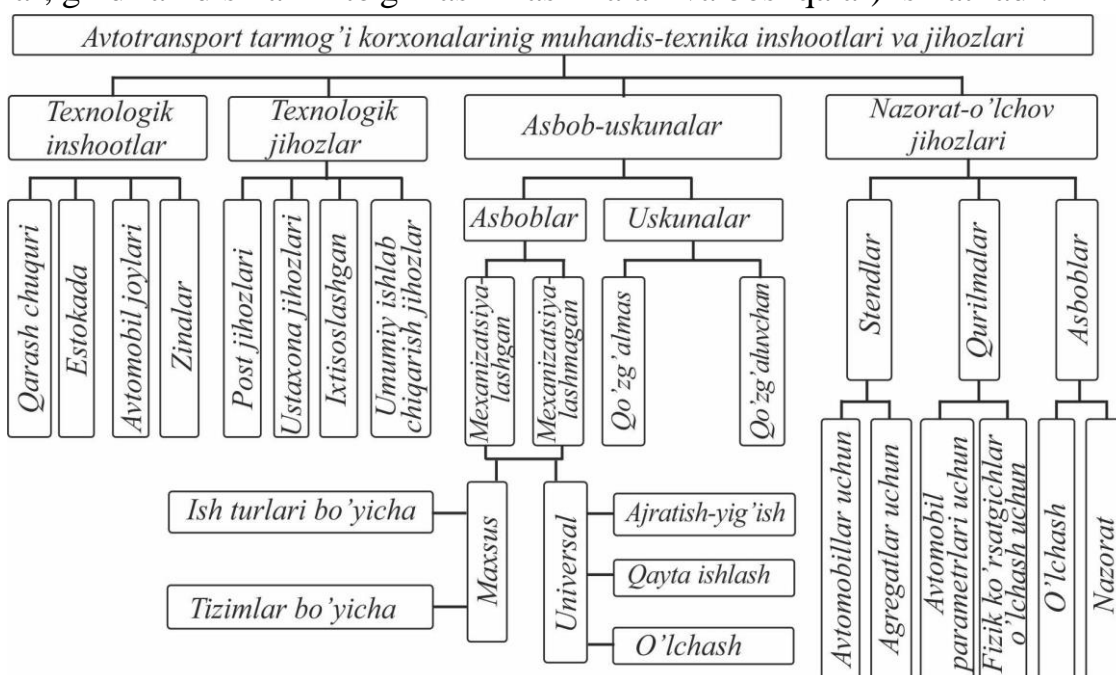 Avtotransport tarmog'i korxonalarinig muhandis-texnika inshootlari va jihozlari
Texnologik
inshootlar
Texnologik
jihozlar
Asbob-uskunalar
Nazorat-o'lchov
jihozlari
Qarash chuquri
Estokada
Avtomobil joylari
Zinalar
Post jihozlari
Ustaxona jihozlari
Ixtisoslashgan
Umumiy ishlab
chiqarish jihozlar
Asboblar
Uskunalar
Mexanizatsiya-
lashgan
Mexanizatsiya-
lashmagan
Qo'zg'almas
Qo'zg'aluvchan
Stendlar
Qurilmalar
Asboblar
Ish turlari bo'yicha
Tizimlar bo'yicha
Maxsus
Universal
Ajratish-yig'ish
Qayta ishlash
O'lchash
Avtomobillar uchun
Agregatlar uchun
Avtomobil
parametrlari uchun
Fizik ko'rsatgichlar
o'lchash uchun
O'lchash
Nazorat